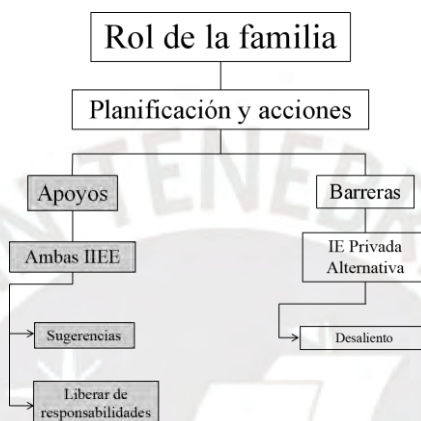 Rol de la familia
Planificación y acciones
Apoyos
Barreras
Ambas IIEE
IE Privada
Alternativa
Sugerencias
Desaliento
Liberar de
responsabilidades